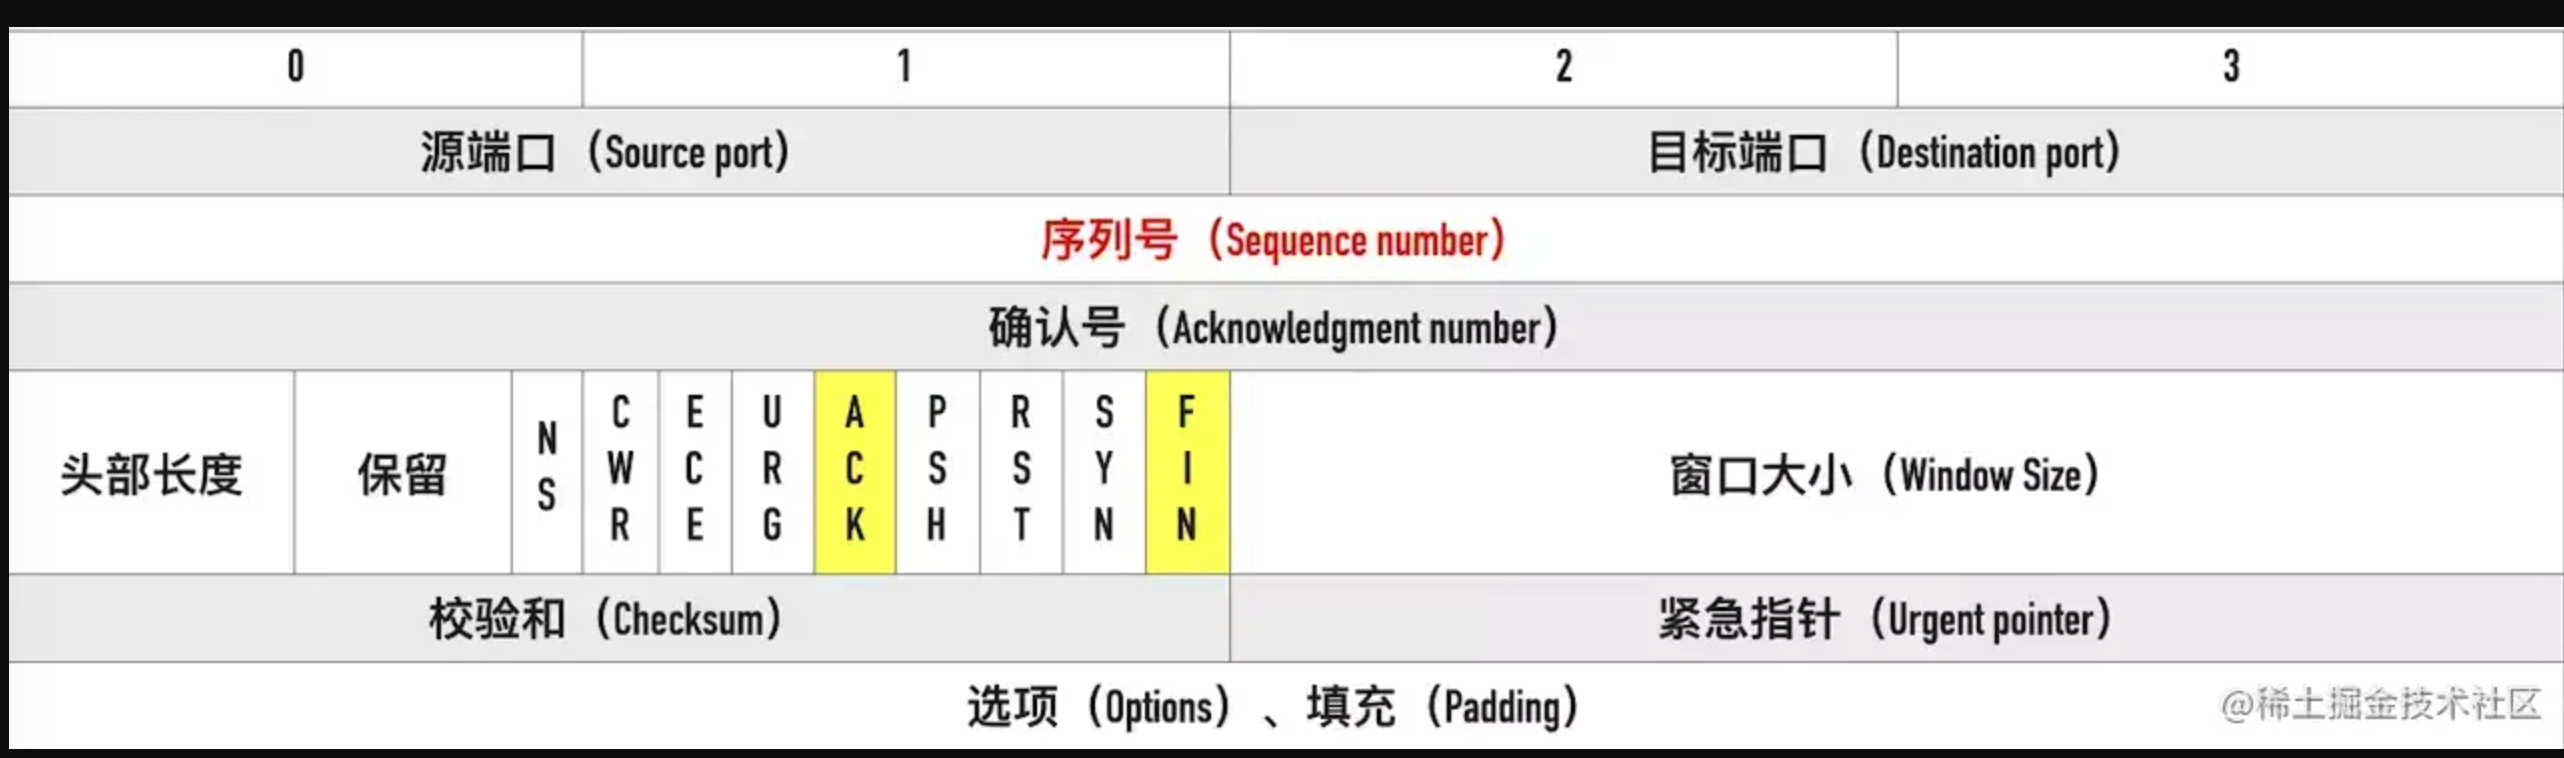 0 1 2 3
源端口（Source port） 目标端口（Destination port）
序列号（Sequence number）
确认号（Acknowledgment number）
头部长度 保留 NS CWR ECE URG ACK PSH RST SYN FIN 窗口大小（Window Size）
校验和（Checksum） 紧急指针（Urgent pointer）
选项（Options）、填充（Padding）
@稀土掘金技术社区